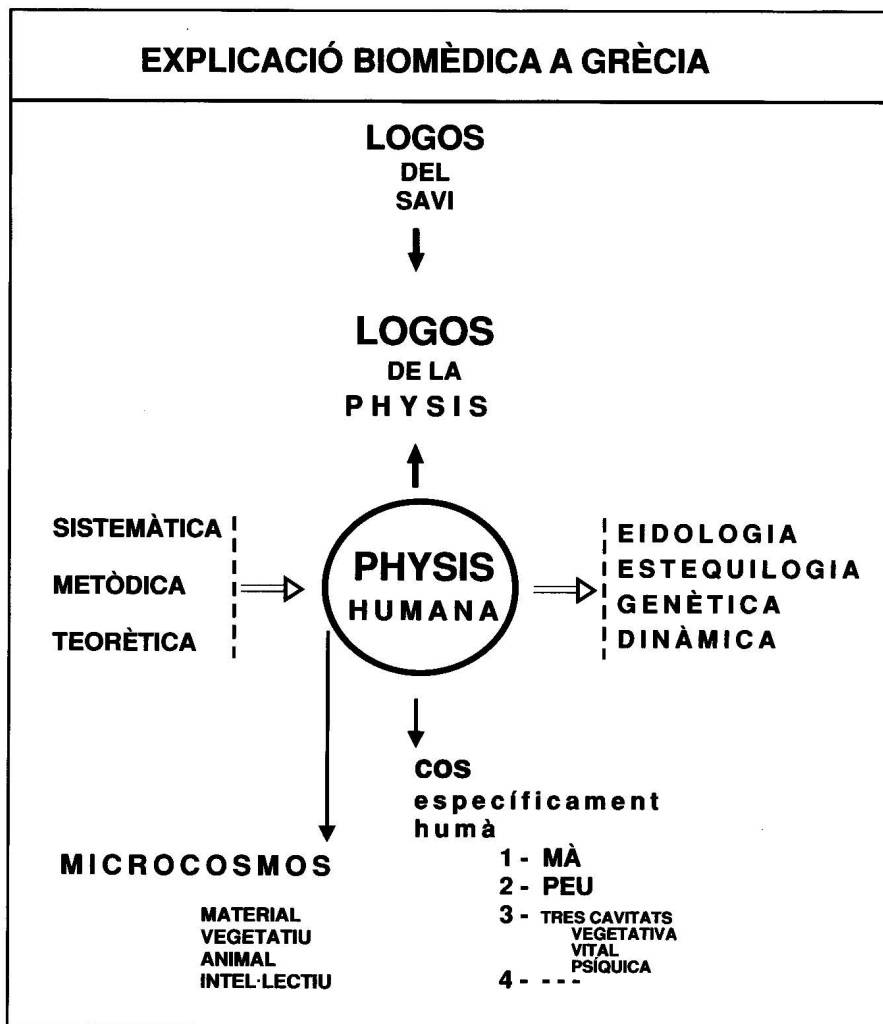 EXPLICACIÓ BIOMÈDICA A GRÈCIA
LOGOS
DEL
SAVI
LOGOS
DE LA
PHYSIS
SISTEMÀTICA
METÒDICA
TEORÈTICA
PHYSIS
HUMANA
EIDOLOGIA
ESTEQUILOGIA
GENÈTICA
DINÀMICA
MICROCOSMOS
MATERIAL
VEGETATIU
ANIMAL
INTEL·LECTIU
COS
específicament
humà
1 - MÀ
2 - PEU
3 - TRES CAVITATS
VEGETATIVA
VITAL
PSÍQUICA
4 - - - -